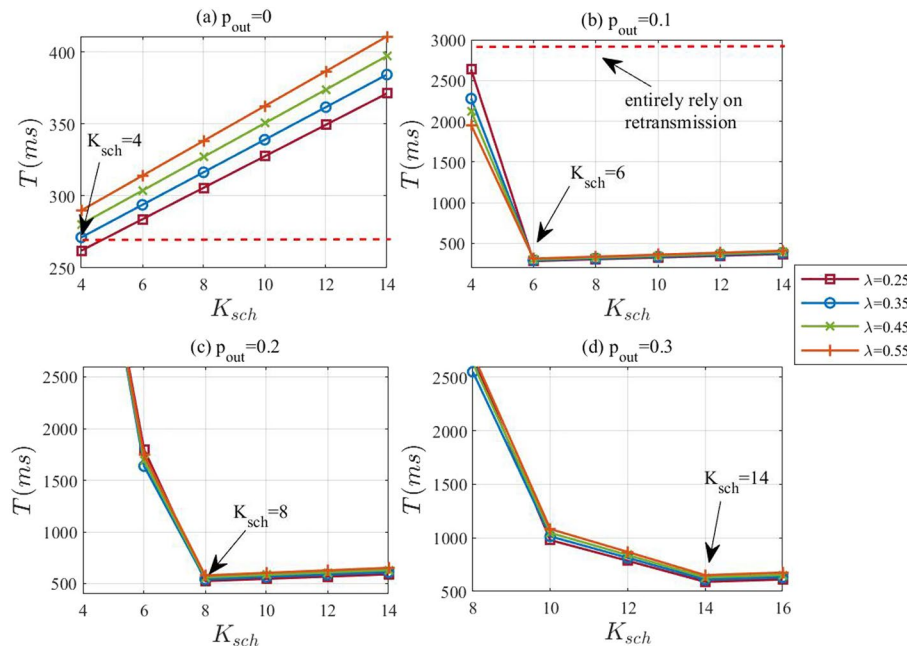 (a) p_out=0
400
350
300
250
T(ms)
K_sch=4
4 6 8 10 12 14
K_sch
(b) p_out=0.1
3000
2500
2000
1500
1000
500
T(ms)
entirely rely on
retransmission
K_sch=6
4 6 8 10 12 14
K_sch
λ=0.25
λ=0.35
λ=0.45
λ=0.55
(c) p_out=0.2
2500
2000
1500
1000
500
T(ms)
K_sch=8
4 6 8 10 12 14
K_sch
(d) p_out=0.3
2500
2000
1500
1000
500
T(ms)
K_sch=14
8 10 12 14 16
K_sch